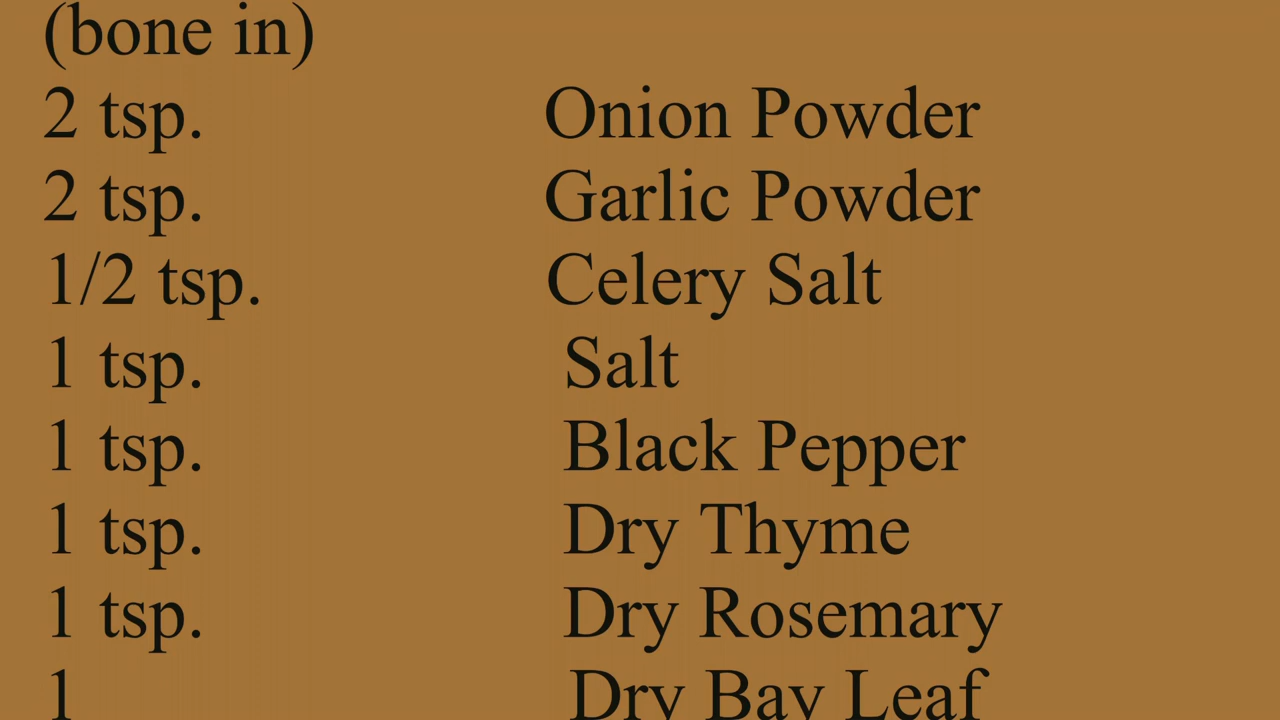 (bone in)
2 tsp. Onion Powder
2 tsp. Garlic Powder
1/2 tsp. Celery Salt
1 tsp. Salt
1 tsp. Black Pepper
1 tsp. Dry Thyme
1 tsp. Dry Rosemary
1 Dry Bay Leaf